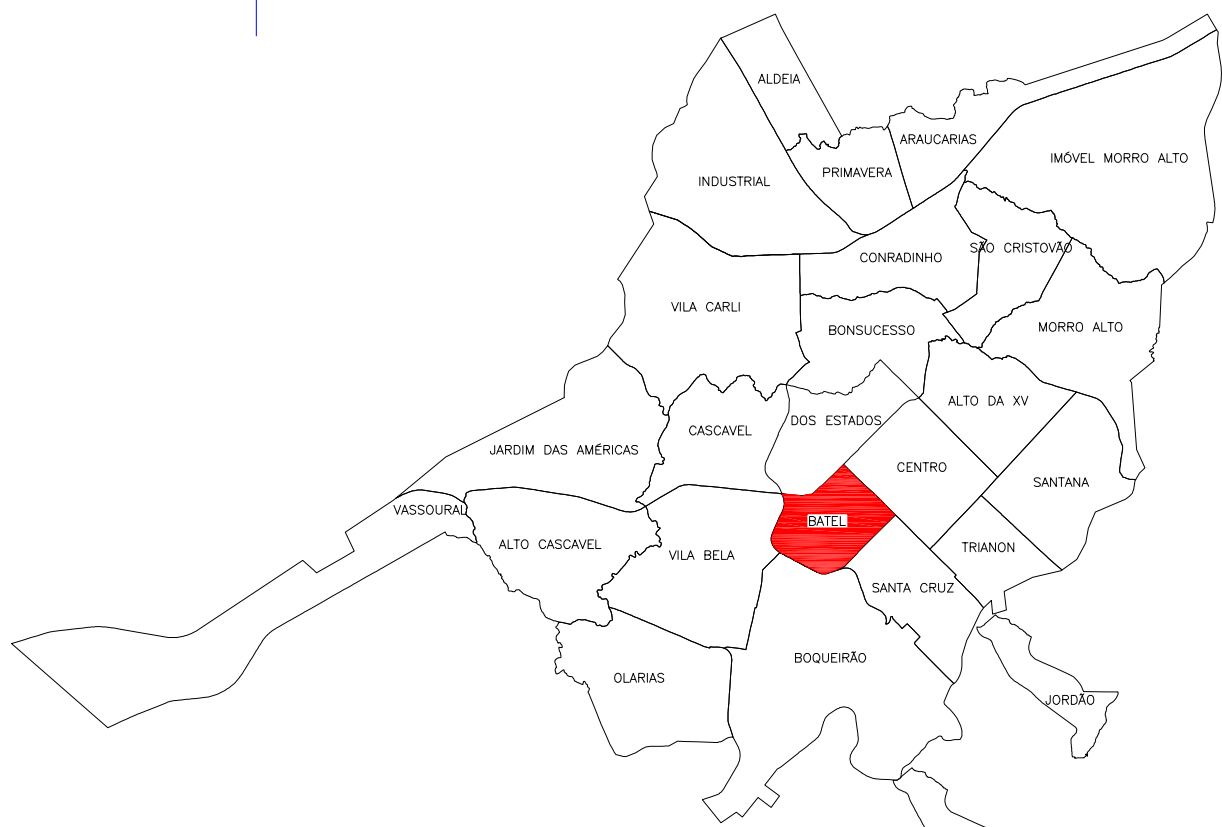 ALDEIA
ARAUCARIAS
IMÓVEL MORRO ALTO
PRIMAVERA
INDUSTRIAL
SÃO CRISTOVÃO
CONRADINHO
VILA CARLI
BONSUCESSO
MORRO ALTO
ALTO DA XV
DOS ESTADOS
CASCAVEL
JARDIM DAS AMÉRICAS
CENTRO
SANTANA
VASSOURAL
BATEL
ALTO CASCAVEL
TRIANON
VILA BELA
SANTA CRUZ
BOQUEIRÃO
OLARIAS
JORDÃO